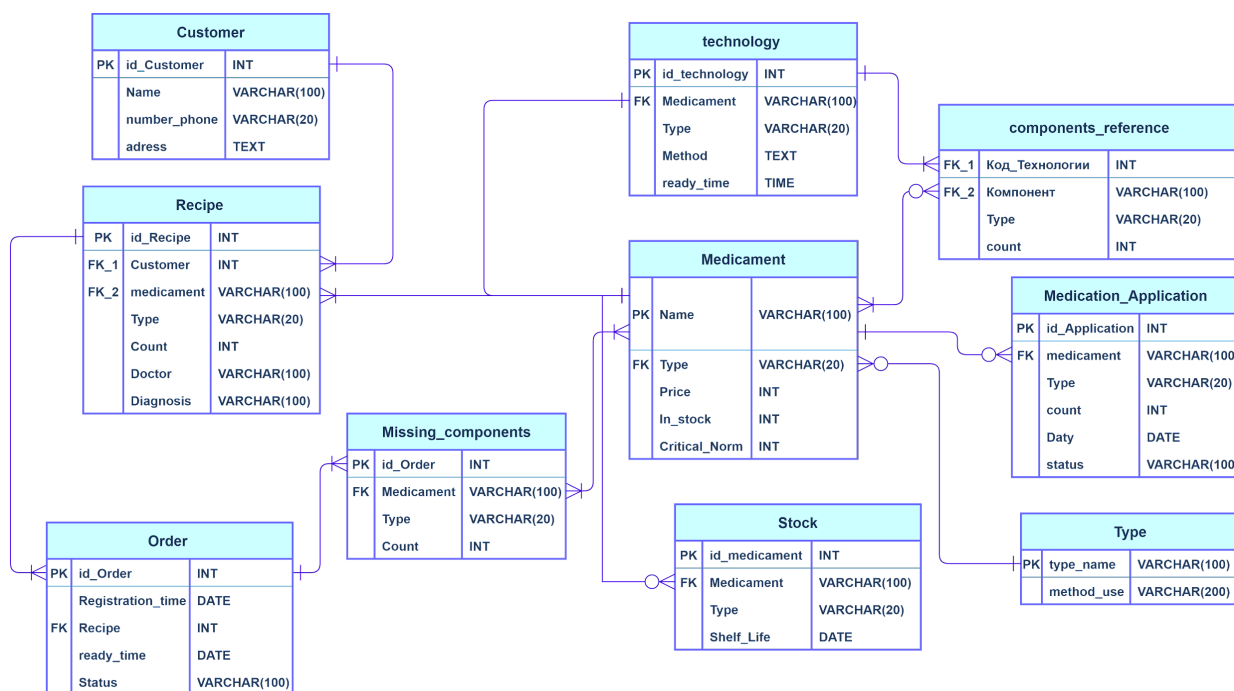 Customer
PK id_Customer INT
Name VARCHAR(100)
number_phone VARCHAR(20)
adress TEXT
technology
PK id_technology INT
FK Medicament VARCHAR(100)
Type VARCHAR(20)
Method TEXT
ready_time TIME
components_reference
FK_1 Код_Технологии INT
FK_2 Компонент VARCHAR(100)
Type VARCHAR(20)
count INT
Recipe
PK id_Recipe INT
FK_1 Customer INT
FK_2 medicament VARCHAR(100)
Type VARCHAR(20)
Count INT
Doctor VARCHAR(100)
Diagnosis VARCHAR(100)
Medicament
PK Name VARCHAR(100)
FK Type VARCHAR(20)
Price INT
In_stock INT
Critical_Norm INT
Medication_Application
PK id_Application INT
FK medicament VARCHAR(100
Type VARCHAR(20)
count INT
Daty DATE
status VARCHAR(100
Missing_components
PK id_Order INT
FK Medicament VARCHAR(100)
Type VARCHAR(20)
Count INT
Stock
PK id_medicament INT
FK Medicament VARCHAR(100)
Type VARCHAR(20)
Shelf_Life DATE
Type
PK type_name VARCHAR(100)
method_use VARCHAR(200)
Order
PK id_Order INT
Registration_time DATE
FK Recipe INT
ready_time DATE
Status VARCHAR(100)